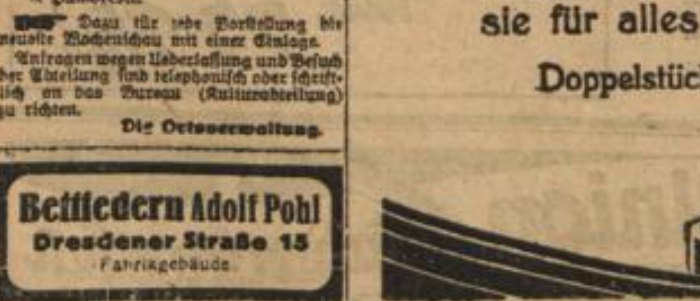 Dazu für jede Vorstellung die
neueste Wochenschau mit einer Einlage.
Anfragen wegen Ueberlassung und Besuch
der Abteilung sind telephonisch oder schrift-
lich an das Bureau (Kulturabteilung)
zu richten.
Die Ortsverwaltung.
Bettfedern Adolf Pohl
Dresdener Straße 15
Fabrikgebäude
sie für alles
Doppelstüc